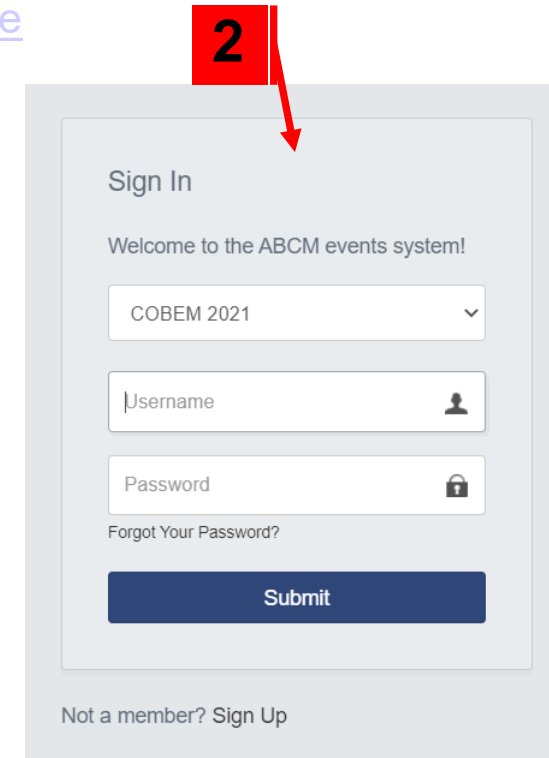 e
2
Sign In
Welcome to the ABCM events system!
COBEM 2021
Username
Password
Forgot Your Password?
Submit
Not a member? Sign Up